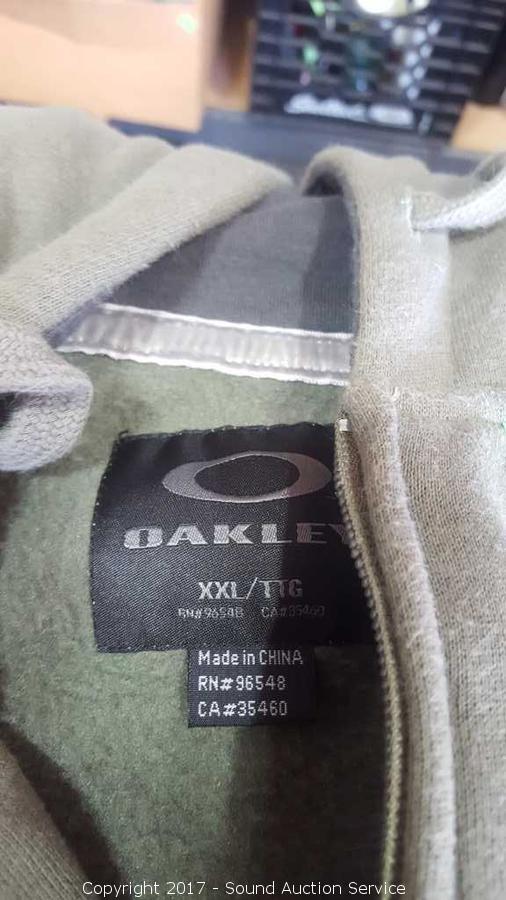 OAKLEY
XXL/TTG
RN#96548 CA#35460
Made in CHINA
RN#96548
CA#35460
Copyright 2017 - Sound Auction Service